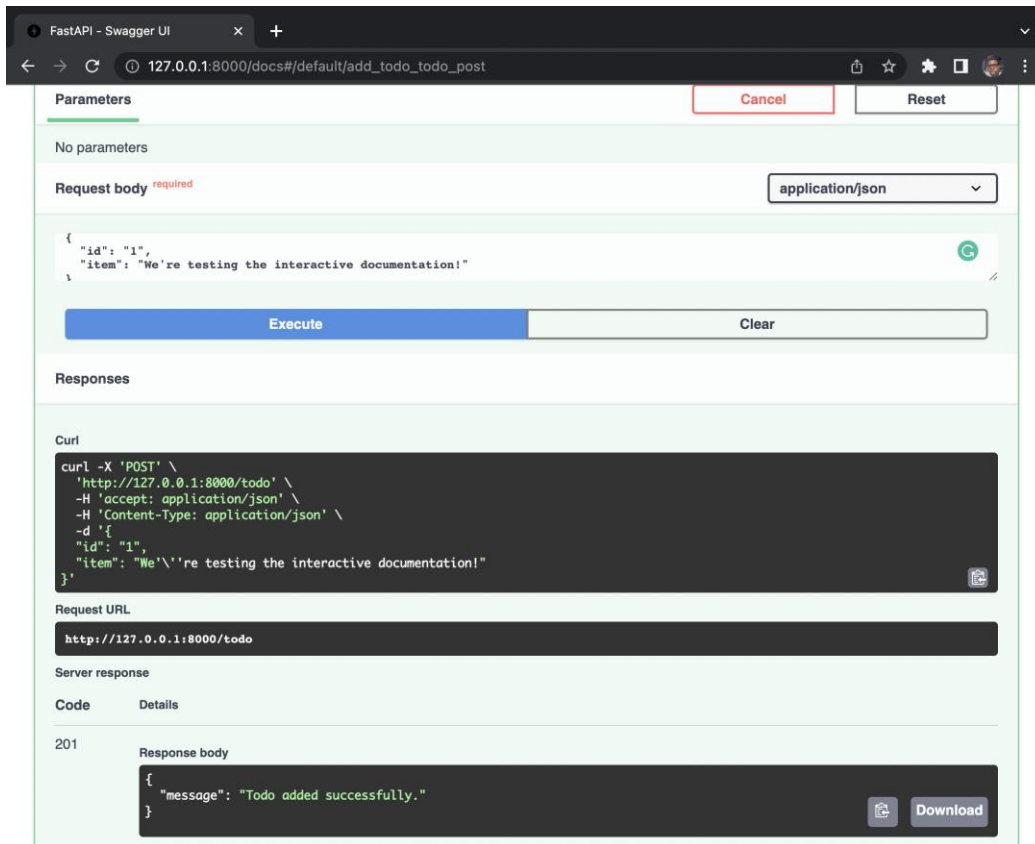 FastAPI - Swagger UI
127.0.0.1:8000/docs#/default/add_todo_todo_post
Parameters
Cancel
Reset
No parameters
Request body required
application/json
{
"id": "1",
"item": "We're testing the interactive documentation!"
}
Execute
Clear
Responses
Curl
curl -X 'POST' \
'http://127.0.0.1:8000/todo' \
-H 'accept: application/json' \
-H 'Content-Type: application/json' \
-d '{
"id": "1",
"item": "We'\''re testing the interactive documentation!"
}'
Request URL
http://127.0.0.1:8000/todo
Server response
Code Details
201
Response body
{
"message": "Todo added successfully."
}
Download